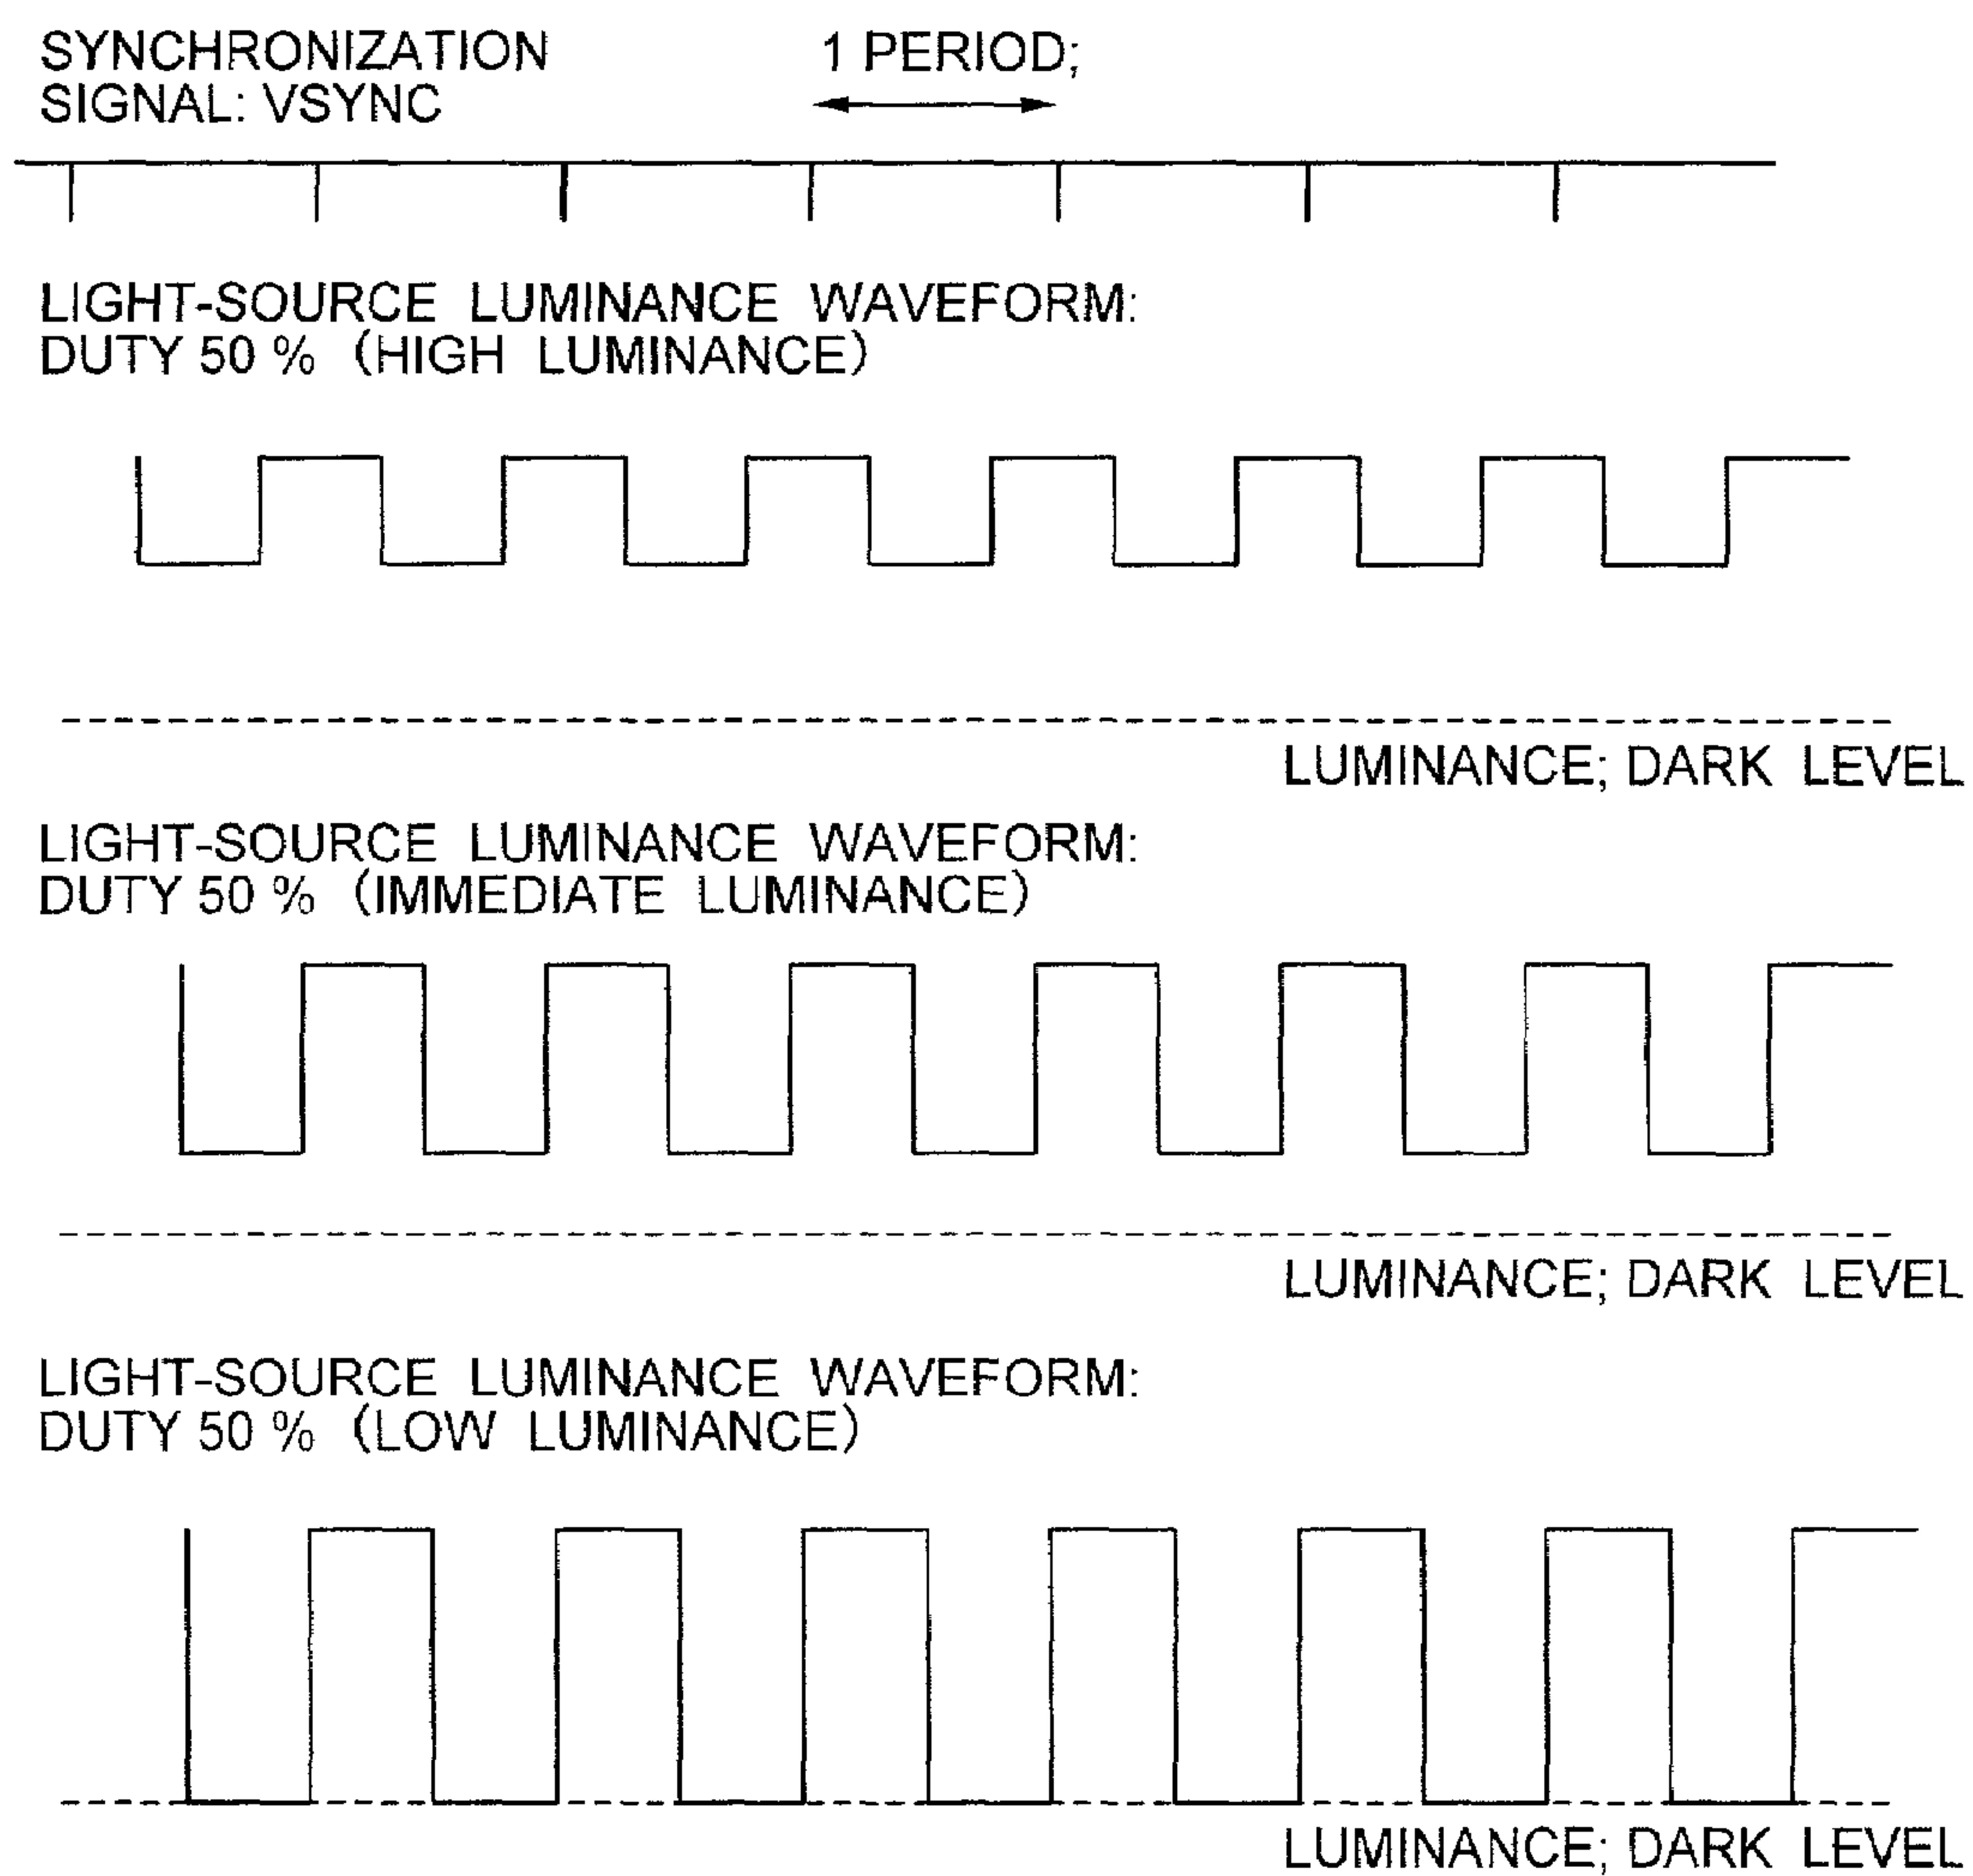 SYNCHRONIZATION
SIGNAL: VSYNC
1 PERIOD;
LIGHT-SOURCE LUMINANCE WAVEFORM:
DUTY 50 % (HIGH LUMINANCE)
LUMINANCE; DARK LEVEL
LIGHT-SOURCE LUMINANCE WAVEFORM:
DUTY 50 % (IMMEDIATE LUMINANCE)
LUMINANCE; DARK LEVEL
LIGHT-SOURCE LUMINANCE WAVEFORM:
DUTY 50 % (LOW LUMINANCE)
LUMINANCE; DARK LEVEL